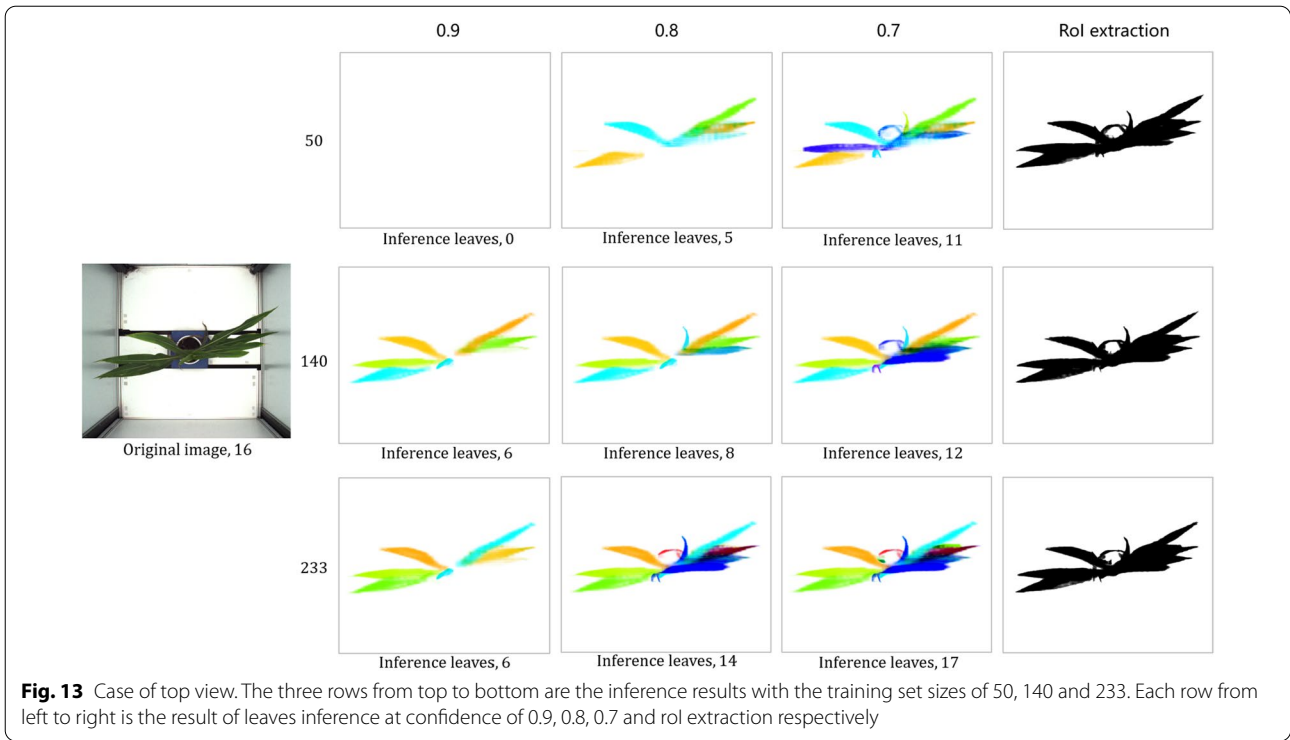 0.9 0.8 0.7 RoI extraction
50
Inference leaves, 0 Inference leaves, 5 Inference leaves, 11
140
Original image, 16
Inference leaves, 6 Inference leaves, 8 Inference leaves, 12
233
Inference leaves, 6 Inference leaves, 14 Inference leaves, 17
Fig. 13 Case of top view. The three rows from top to bottom are the inference results with the training set sizes of 50, 140 and 233. Each row from
left to right is the result of leaves inference at confidence of 0.9, 0.8, 0.7 and roI extraction respectively